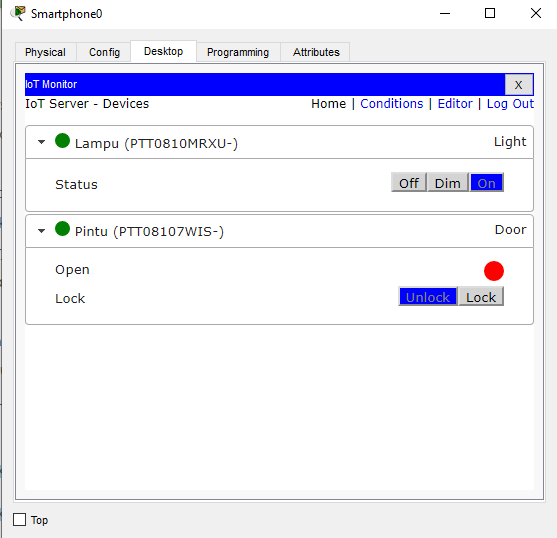 Smartphone0
Physical Config Desktop Programming Attributes
IoT Monitor X
IoT Server - Devices Home | Conditions | Editor | Log Out
Lampu (PTT0810MRXU-) Light
Status Off Dim On
Pintu (PTT08107WIS-) Door
Open
Lock Unlock Lock
Top